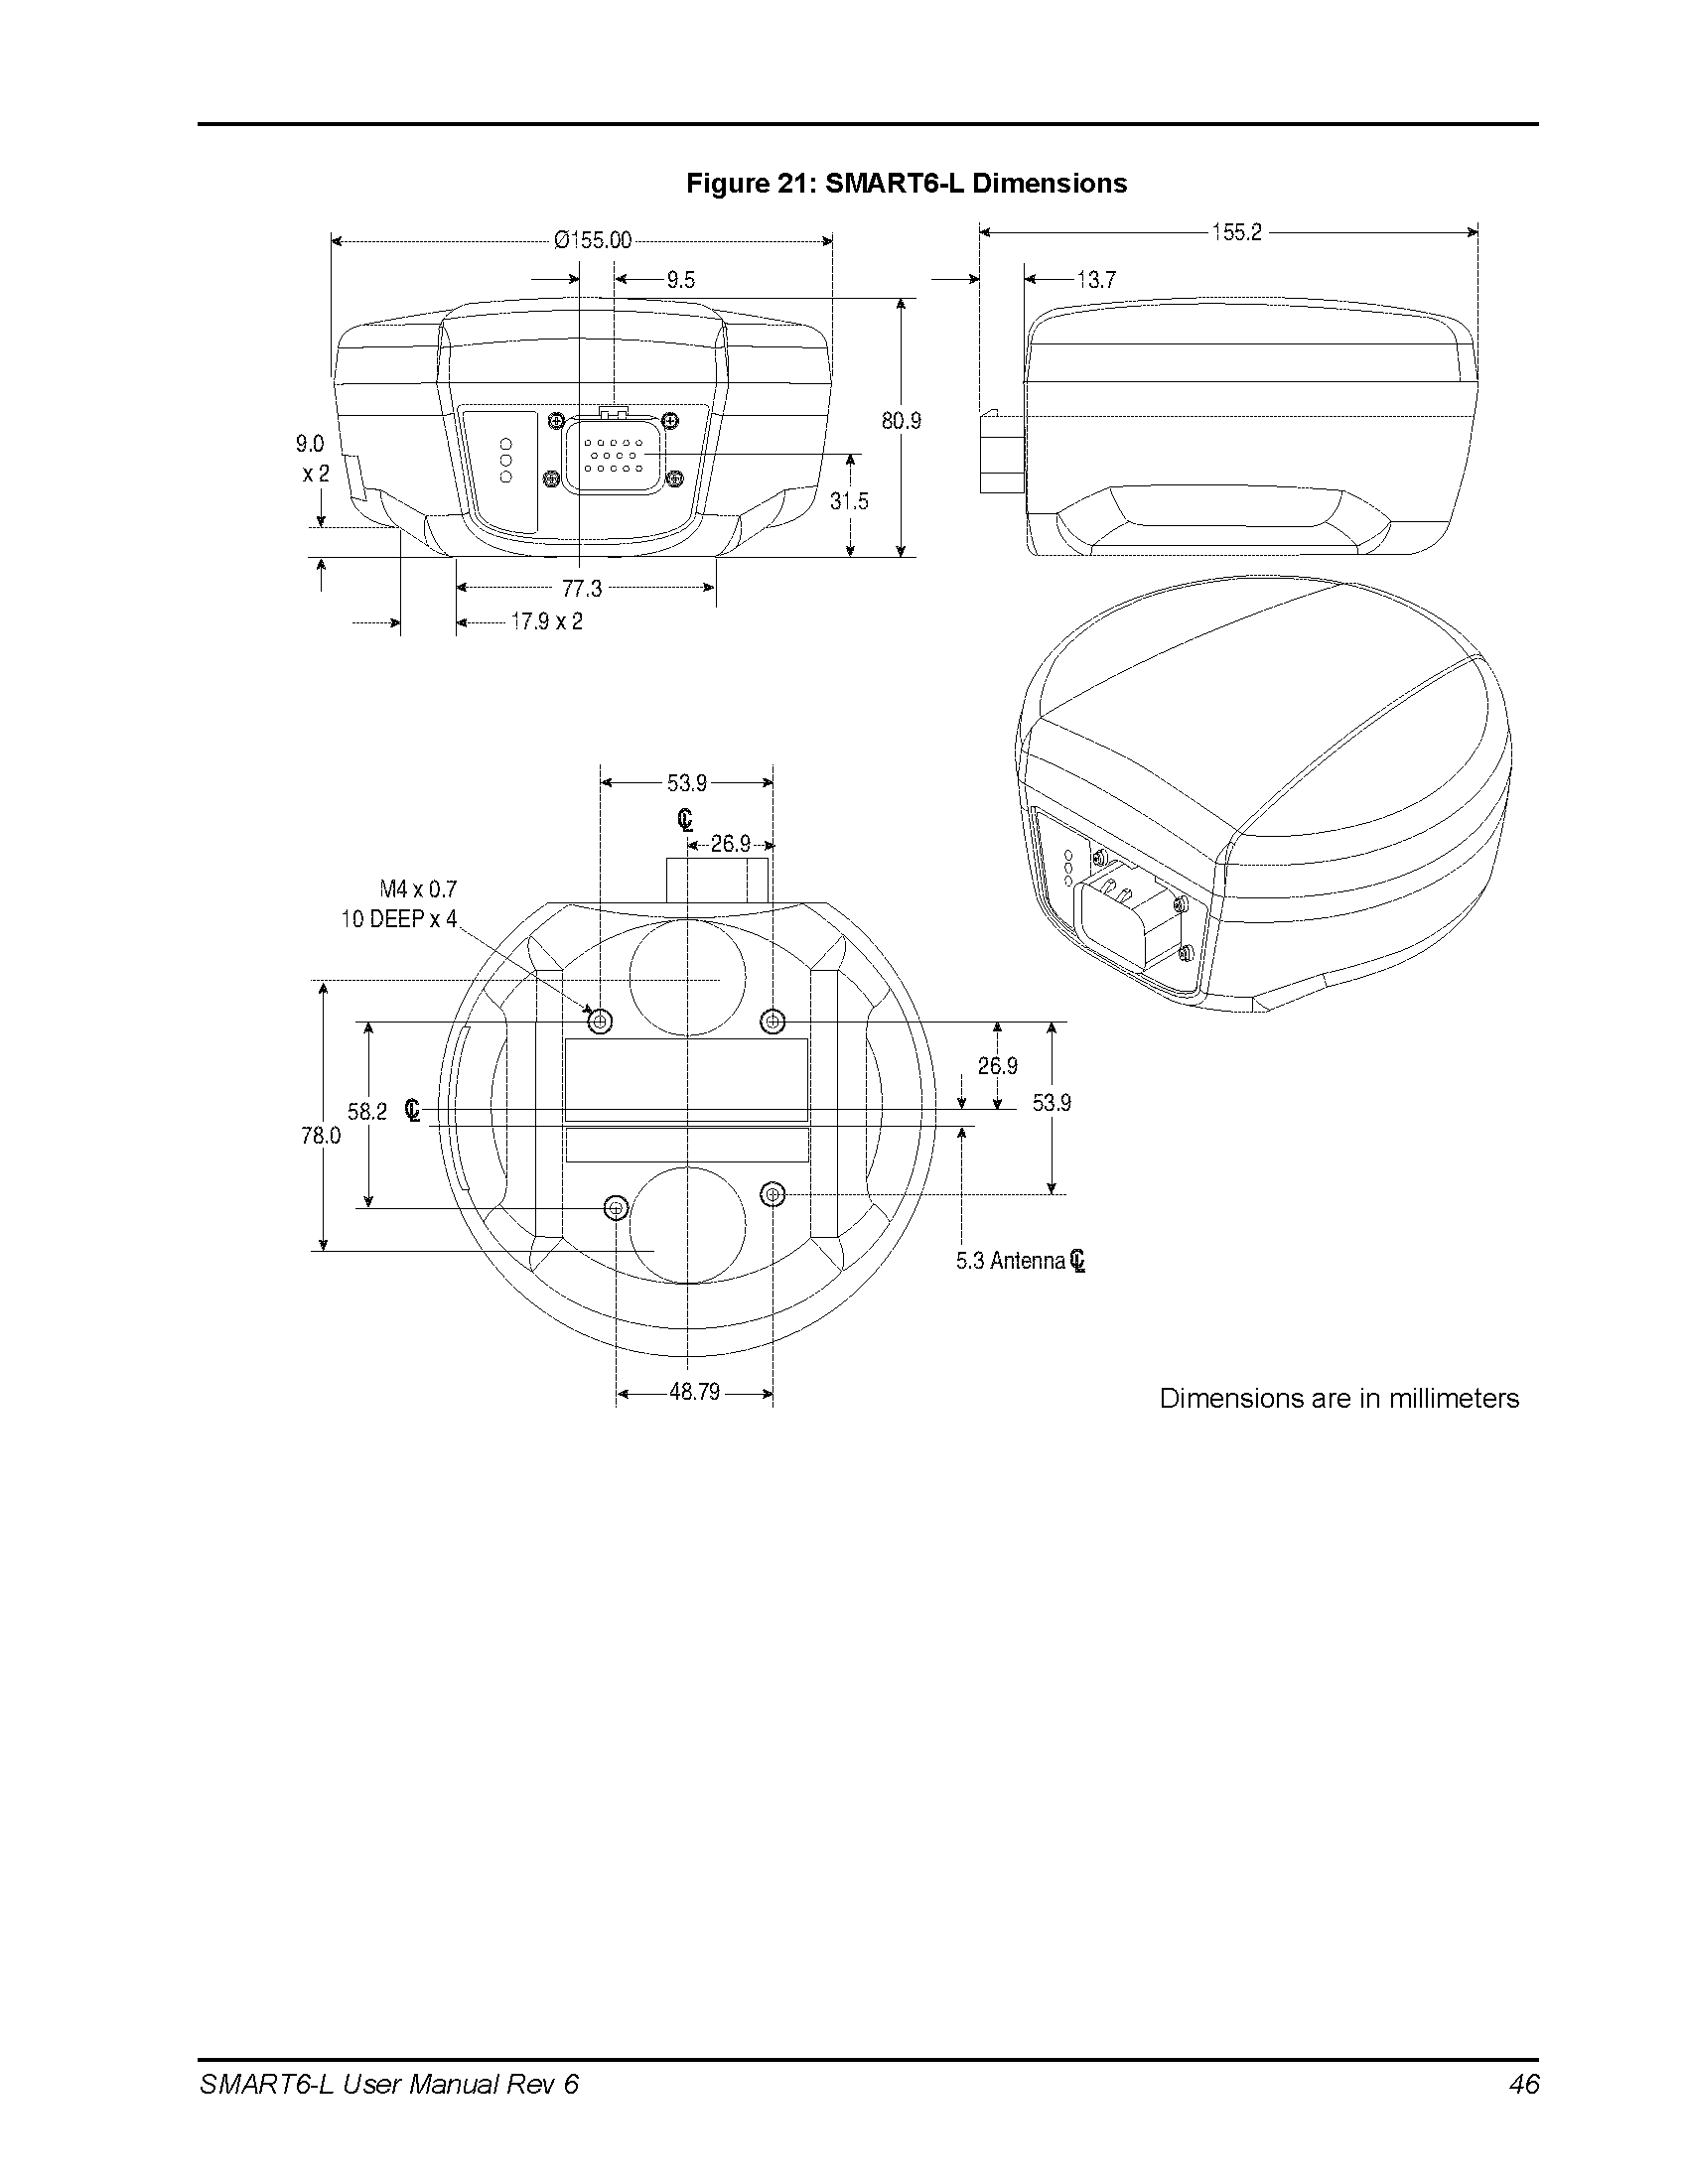 Figure 21: SMART6-L Dimensions
Ø155.00
155.2
9.5
13.7
80.9
9.0
x 2
31.5
77.3
17.9 x 2
53.9
℄
26.9
M4 x 0.7
10 DEEP x 4
26.9
53.9
58.2 ℄
78.0
5.3 Antenna ℄
48.79
Dimensions are in millimeters
SMART6-L User Manual Rev 6 46